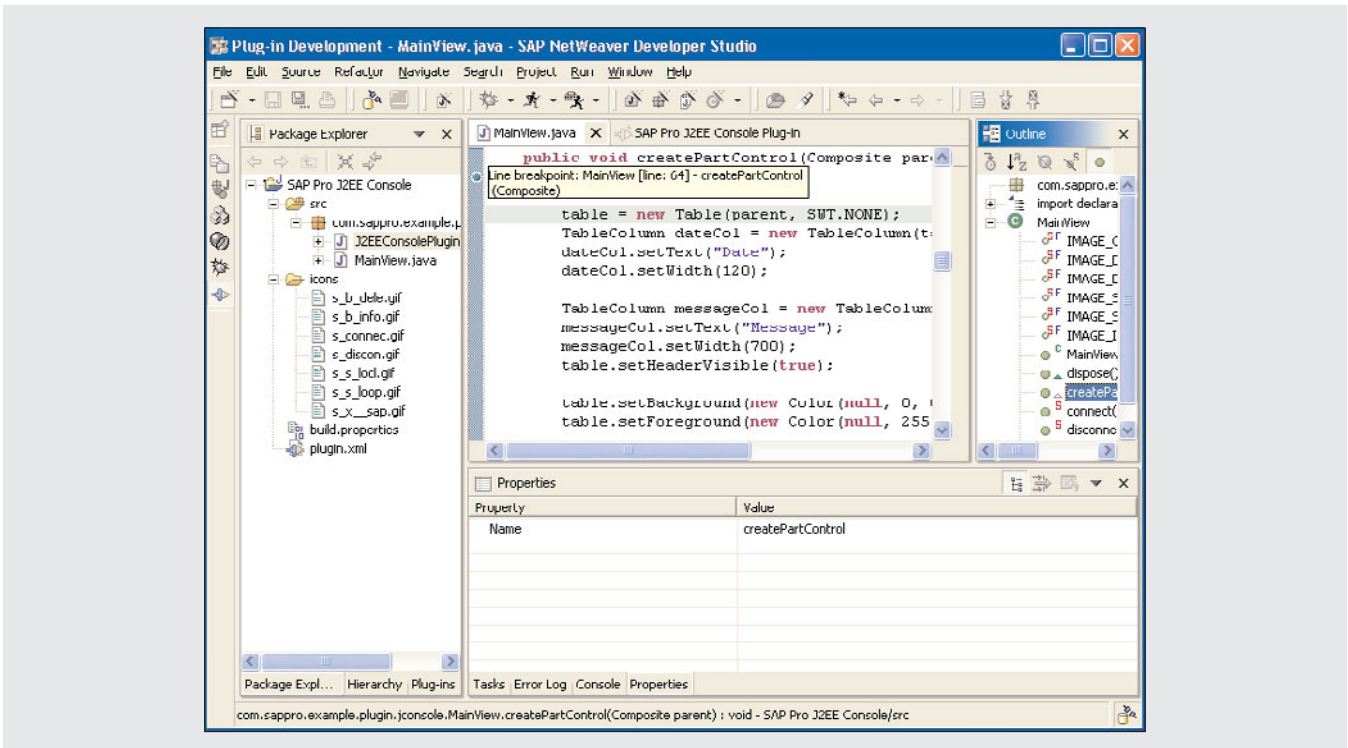 Plug-in Development - MainView.java - SAP NetWeaver Developer Studio
File Edit Source Refactor Navigate Search Project Run Window Help
Package Explorer
SAP Pro J2EE Console
src
com.sappro.example.p
J2EEConsolePlugin
MainView.java
icons
s_b_dele.gif
s_b_info.gif
s_connec.gif
s_discon.gif
s_s_locl.gif
s_s_loop.gif
s_x__sap.gif
build.properties
plugin.xml
Package Expl... Hierarchy Plug-ins
MainView.java SAP Pro J2EE Console Plug-in
public void createPartControl(Composite par
Line breakpoint: MainView [line: 64] - createPartControl
(Composite)
table = new Table(parent, SWT.NONE);
TableColumn dateCol = new TableColumn(t
dateCol.setText("Date");
dateCol.setWidth(120);
TableColumn messageCol = new TableColum
messageCol.setText("Message");
messageCol.setWidth(700);
table.setHeaderVisible(true);
table.setBackground(new Color(null, 0,
table.setForeground(new Color(null, 255
Outline
com.sappro.e
import declara
MainView
IMAGE_C
IMAGE_D
IMAGE_E
IMAGE_S
IMAGE_S
IMAGE_I
MainView
dispose()
createPa
connect(
disconne
Properties
Property Value
Name createPartControl
Tasks Error Log Console Properties
com.sappro.example.plugin.jconsole.MainView.createPartControl(Composite parent) : void - SAP Pro J2EE Console/src